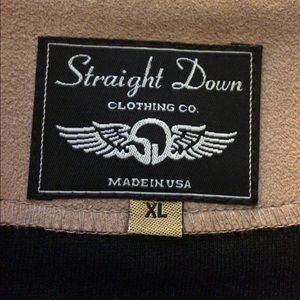 Straight Down
CLOTHING CO.
MADE IN USA
XL